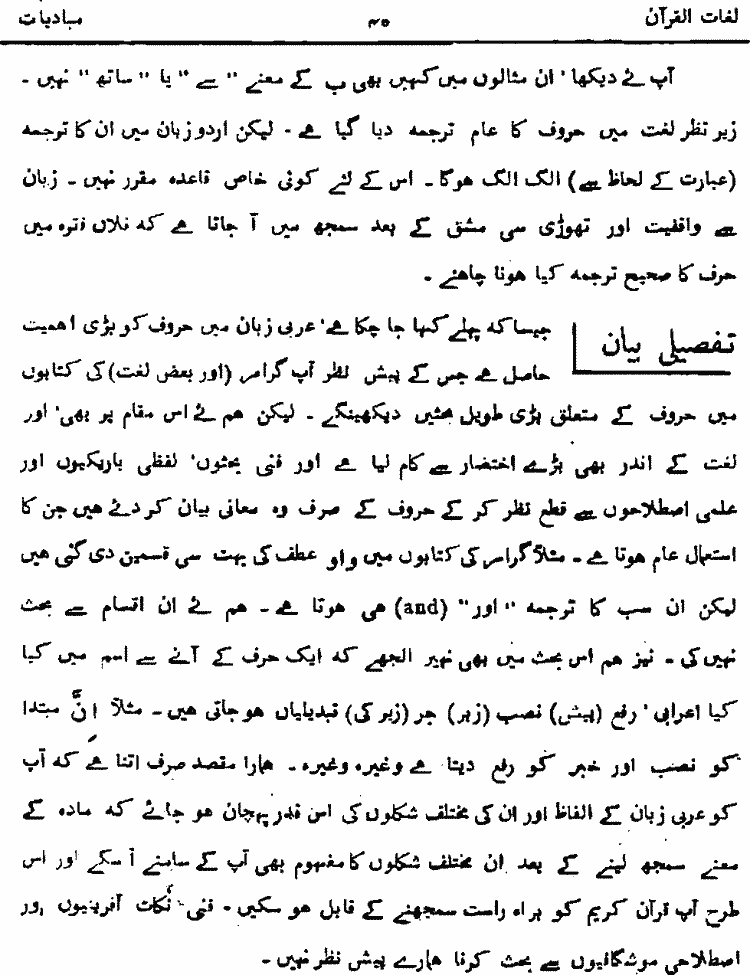 لغات القرآن ۴۵ مبادیات
آپ نے دیکھا' ان مثالوں میں کہیں بھی ب کے معنے "سے" یا "ساتھ" نہیں ۔
زیر نظر لغت میں حروف کا عام ترجمہ دیا گیا ہے ۔ لیکن اردو زبان میں ان کا ترجمہ
(عبارت کے لحاظ سے) الگ الگ ہوگا ۔ اس کے لئے کوئی خاص قاعدہ مقرر نہیں ۔ زبان
سے واقفیت اور تھوڑی سی مشق کے بعد سمجھ میں آ جاتا ہے کہ فلاں فقرہ میں
حرف کا صحیح ترجمہ کیا ہونا چاہئے ۔
تفصیلی بیان
جیسا کہ پہلے کہا جا چکا ہے' عربی زبان میں حروف کو بڑی اہمیت
حاصل ہے جس کے پیش نظر آپ گرامر (اور بعض لغت) کی کتابوں
میں حروف کے متعلق بڑی طویل بحثیں دیکھینگے ۔ لیکن ہم نے اس مقام پر بھی' اور
لغت کے اندر بھی بڑے اختصار سے کام لیا ہے اور فنی بحثوں' لفظی باریکیوں اور
علمی اصطلاحوں سے قطع نظر کر کے حروف کے صرف وہ معانی بیان کر دئے ہیں جن کا
استعمال عام ہوتا ہے ۔ مثلاً گرامر کی کتابوں میں واو عطف کی بہت سی قسمیں دی گئی ہیں
لیکن ان سب کا ترجمہ "اور" (and) ہی ہوتا ہے ۔ ہم نے ان اقسام سے بحث
نہیں کی ۔ نیز ہم اس بحث میں بھی نہیں الجھے کہ ایک حرف کے آنے سے اسم میں کیا
کیا اعرابی' رفع (پیش) نصب (زبر) جر (زیر کی) تبدیلیاں ہو جاتی ہیں ۔ مثلاً اِنَّ مبتدا
کو نصب اور خبر کو رفع دیتا ہے وغیرہ وغیرہ ۔ ہمارا مقصد صرف اتنا ہے کہ آپ
کو عربی زبان کے الفاظ اور ان کی مختلف شکلوں کی اس قدر پہچان ہو جائے کہ مادہ کے
معنے سمجھ لینے کے بعد ان مختلف شکلوں کا مفہوم بھی آپ کے سامنے آ سکے اور اس
طرح آپ قرآن کریم کو براہ راست سمجھنے کے قابل ہو سکیں ۔ فنی نکات آفرینیوں اور
اصطلاحی موشگافیوں سے بحث کرنا ہمارے پیش نظر نہیں ۔